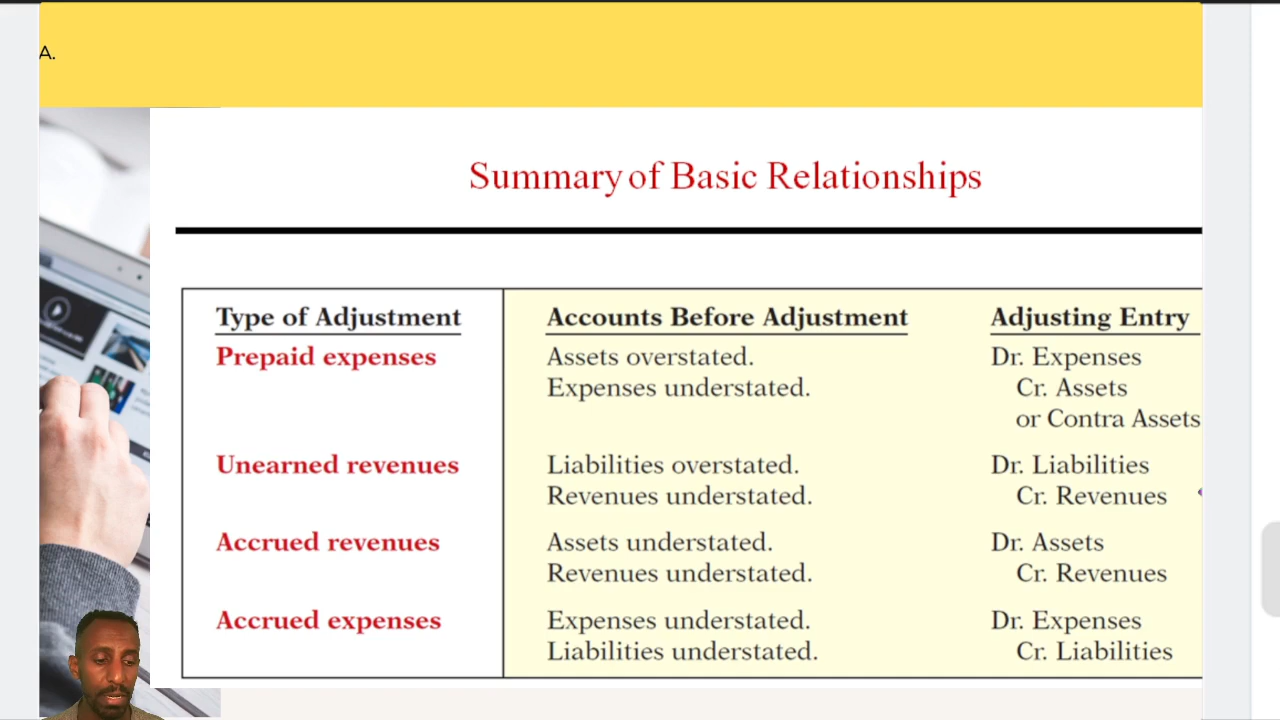 A.
Summary of Basic Relationships
Type of Adjustment Accounts Before Adjustment Adjusting Entry
Prepaid expenses Assets overstated. Dr. Expenses
Expenses understated. Cr. Assets
or Contra Assets
Unearned revenues Liabilities overstated. Dr. Liabilities
Revenues understated. Cr. Revenues
Accrued revenues Assets understated. Dr. Assets
Revenues understated. Cr. Revenues
Accrued expenses Expenses understated. Dr. Expenses
Liabilities understated. Cr. Liabilities